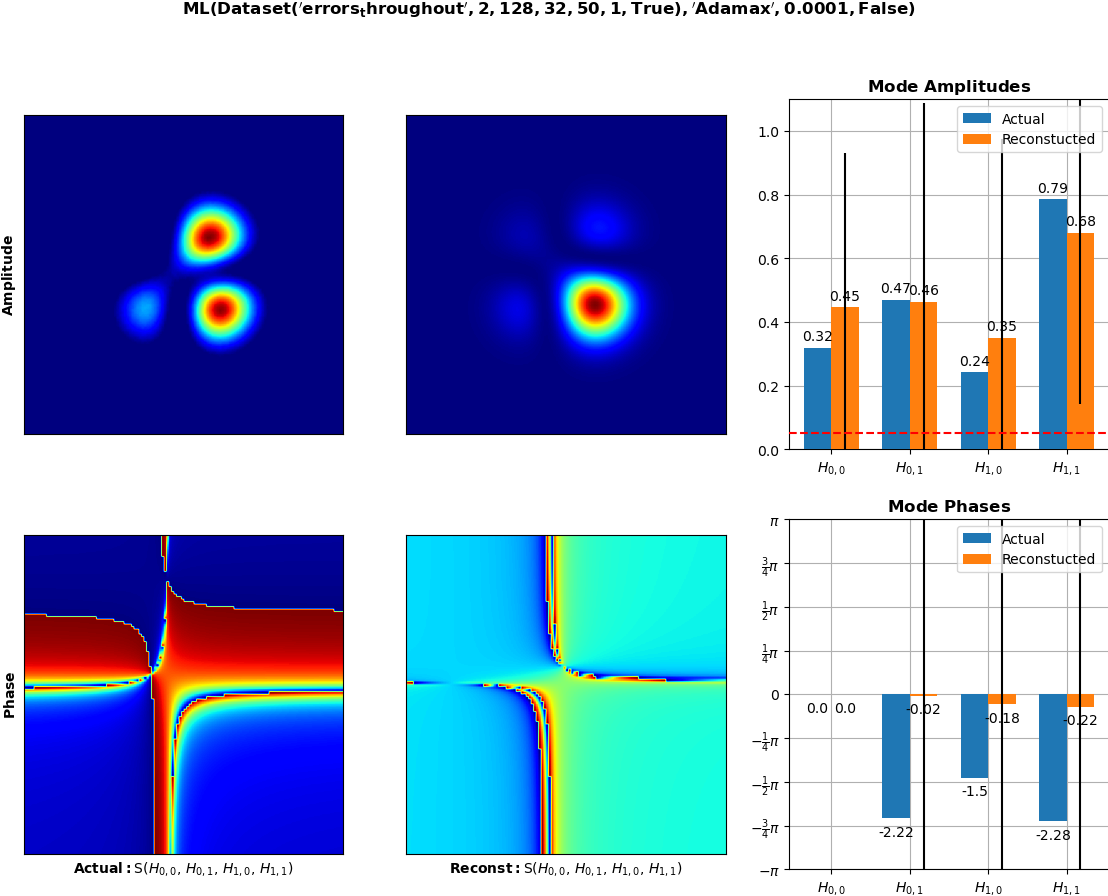 ML(Dataset('errors_throughout', 2, 128, 32, 50, 1, True), 'Adamax', 0.0001, False)
Amplitude
Mode Amplitudes
Actual
Reconstucted
1.0
0.8
0.6
0.4
0.2
0.0
0.32
0.45
0.47
0.46
0.24
0.35
0.79
0.68
H0,0
H0,1
H1,0
H1,1
Phase
Actual: S(H0,0, H0,1, H1,0, H1,1)
Reconst: S(H0,0, H0,1, H1,0, H1,1)
Mode Phases
Actual
Reconstucted
π
3/4π
1/2π
1/4π
0
−1/4π
−1/2π
−3/4π
−π
0.0
0.0
-2.22
-0.02
-1.5
-0.18
-2.28
-0.22
H0,0
H0,1
H1,0
H1,1